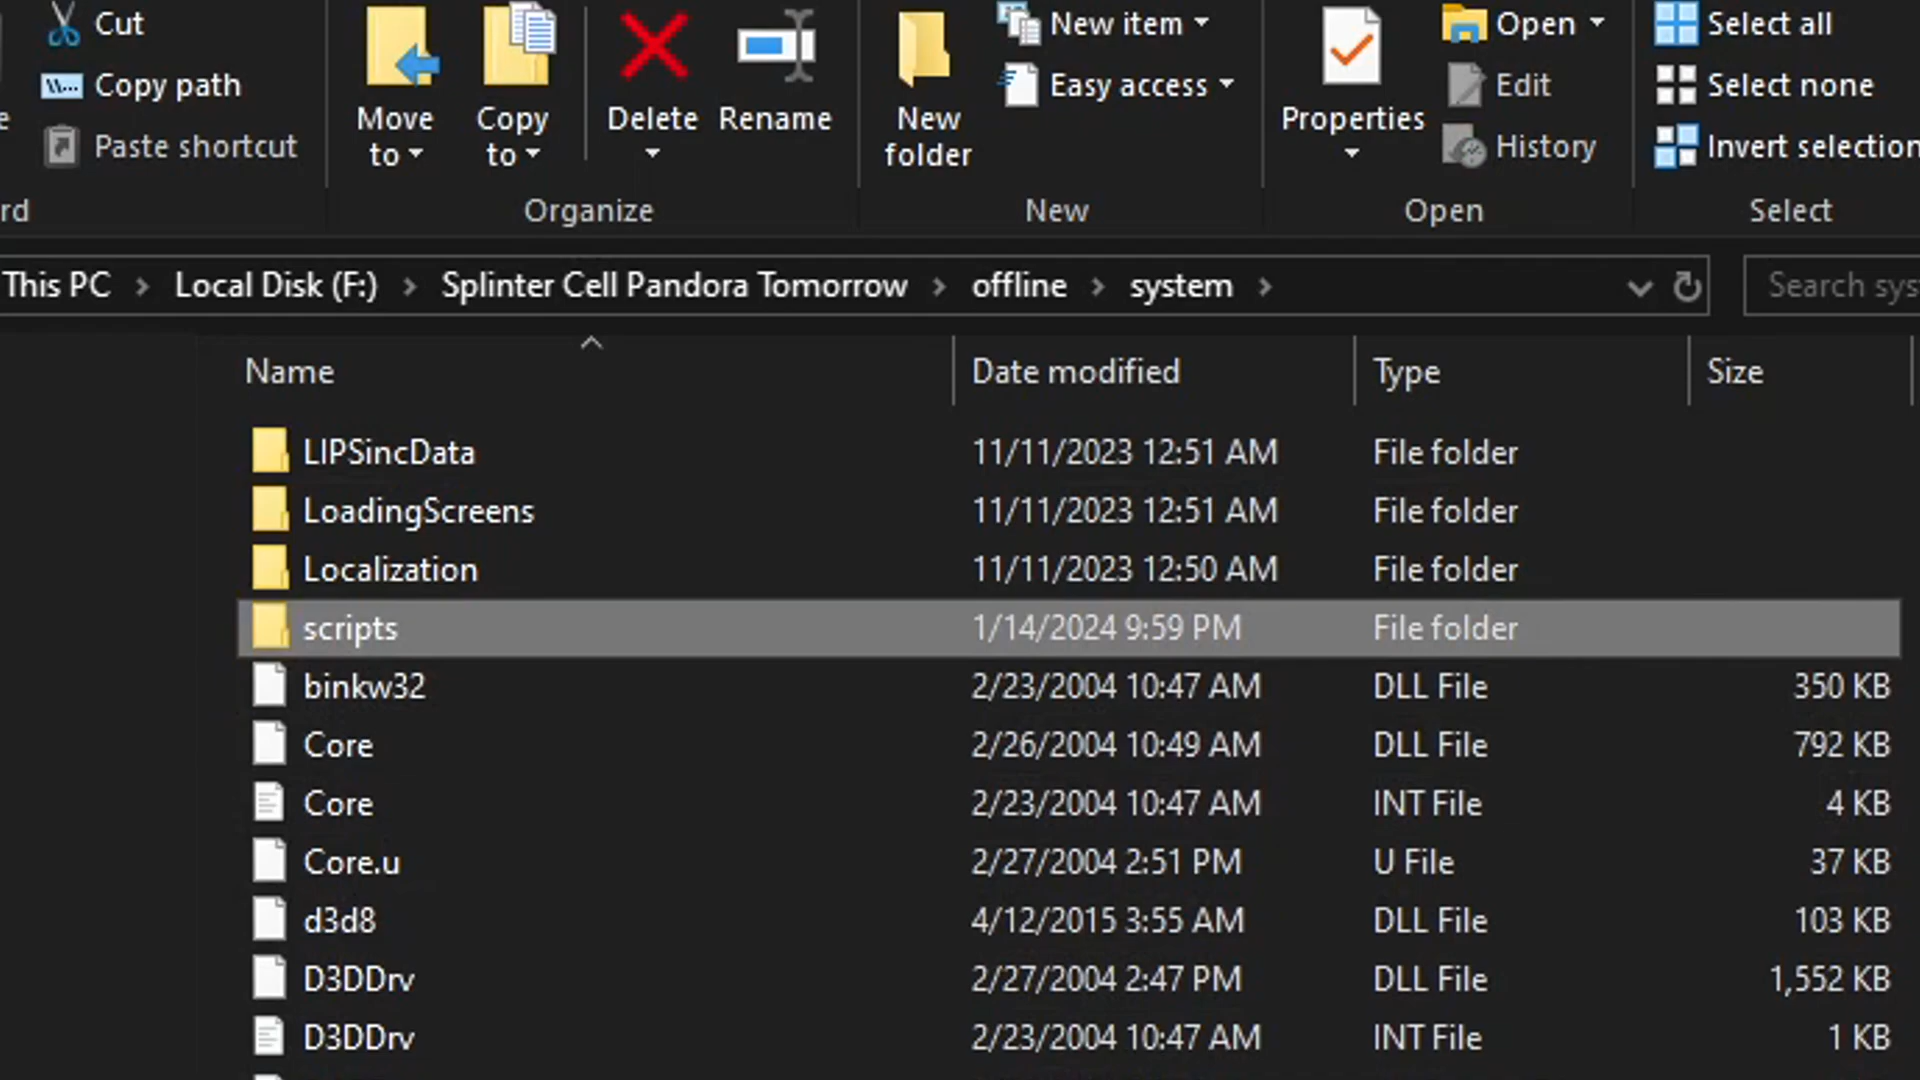 Cut
Copy path
Paste shortcut
rd
Move to
Copy to
Delete
Rename
Organize
New folder
New item
Easy access
New
Properties
Open
Edit
History
Open
Select all
Select none
Invert selection
Select
This PC > Local Disk (F:) > Splinter Cell Pandora Tomorrow > offline > system >
Search sys
Name Date modified Type Size
LIPSincData 11/11/2023 12:51 AM File folder
LoadingScreens 11/11/2023 12:51 AM File folder
Localization 11/11/2023 12:50 AM File folder
scripts 1/14/2024 9:59 PM File folder
binkw32 2/23/2004 10:47 AM DLL File 350 KB
Core 2/26/2004 10:49 AM DLL File 792 KB
Core 2/23/2004 10:47 AM INT File 4 KB
Core.u 2/27/2004 2:51 PM U File 37 KB
d3d8 4/12/2015 3:55 AM DLL File 103 KB
D3DDrv 2/27/2004 2:47 PM DLL File 1,552 KB
D3DDrv 2/23/2004 10:47 AM INT File 1 KB